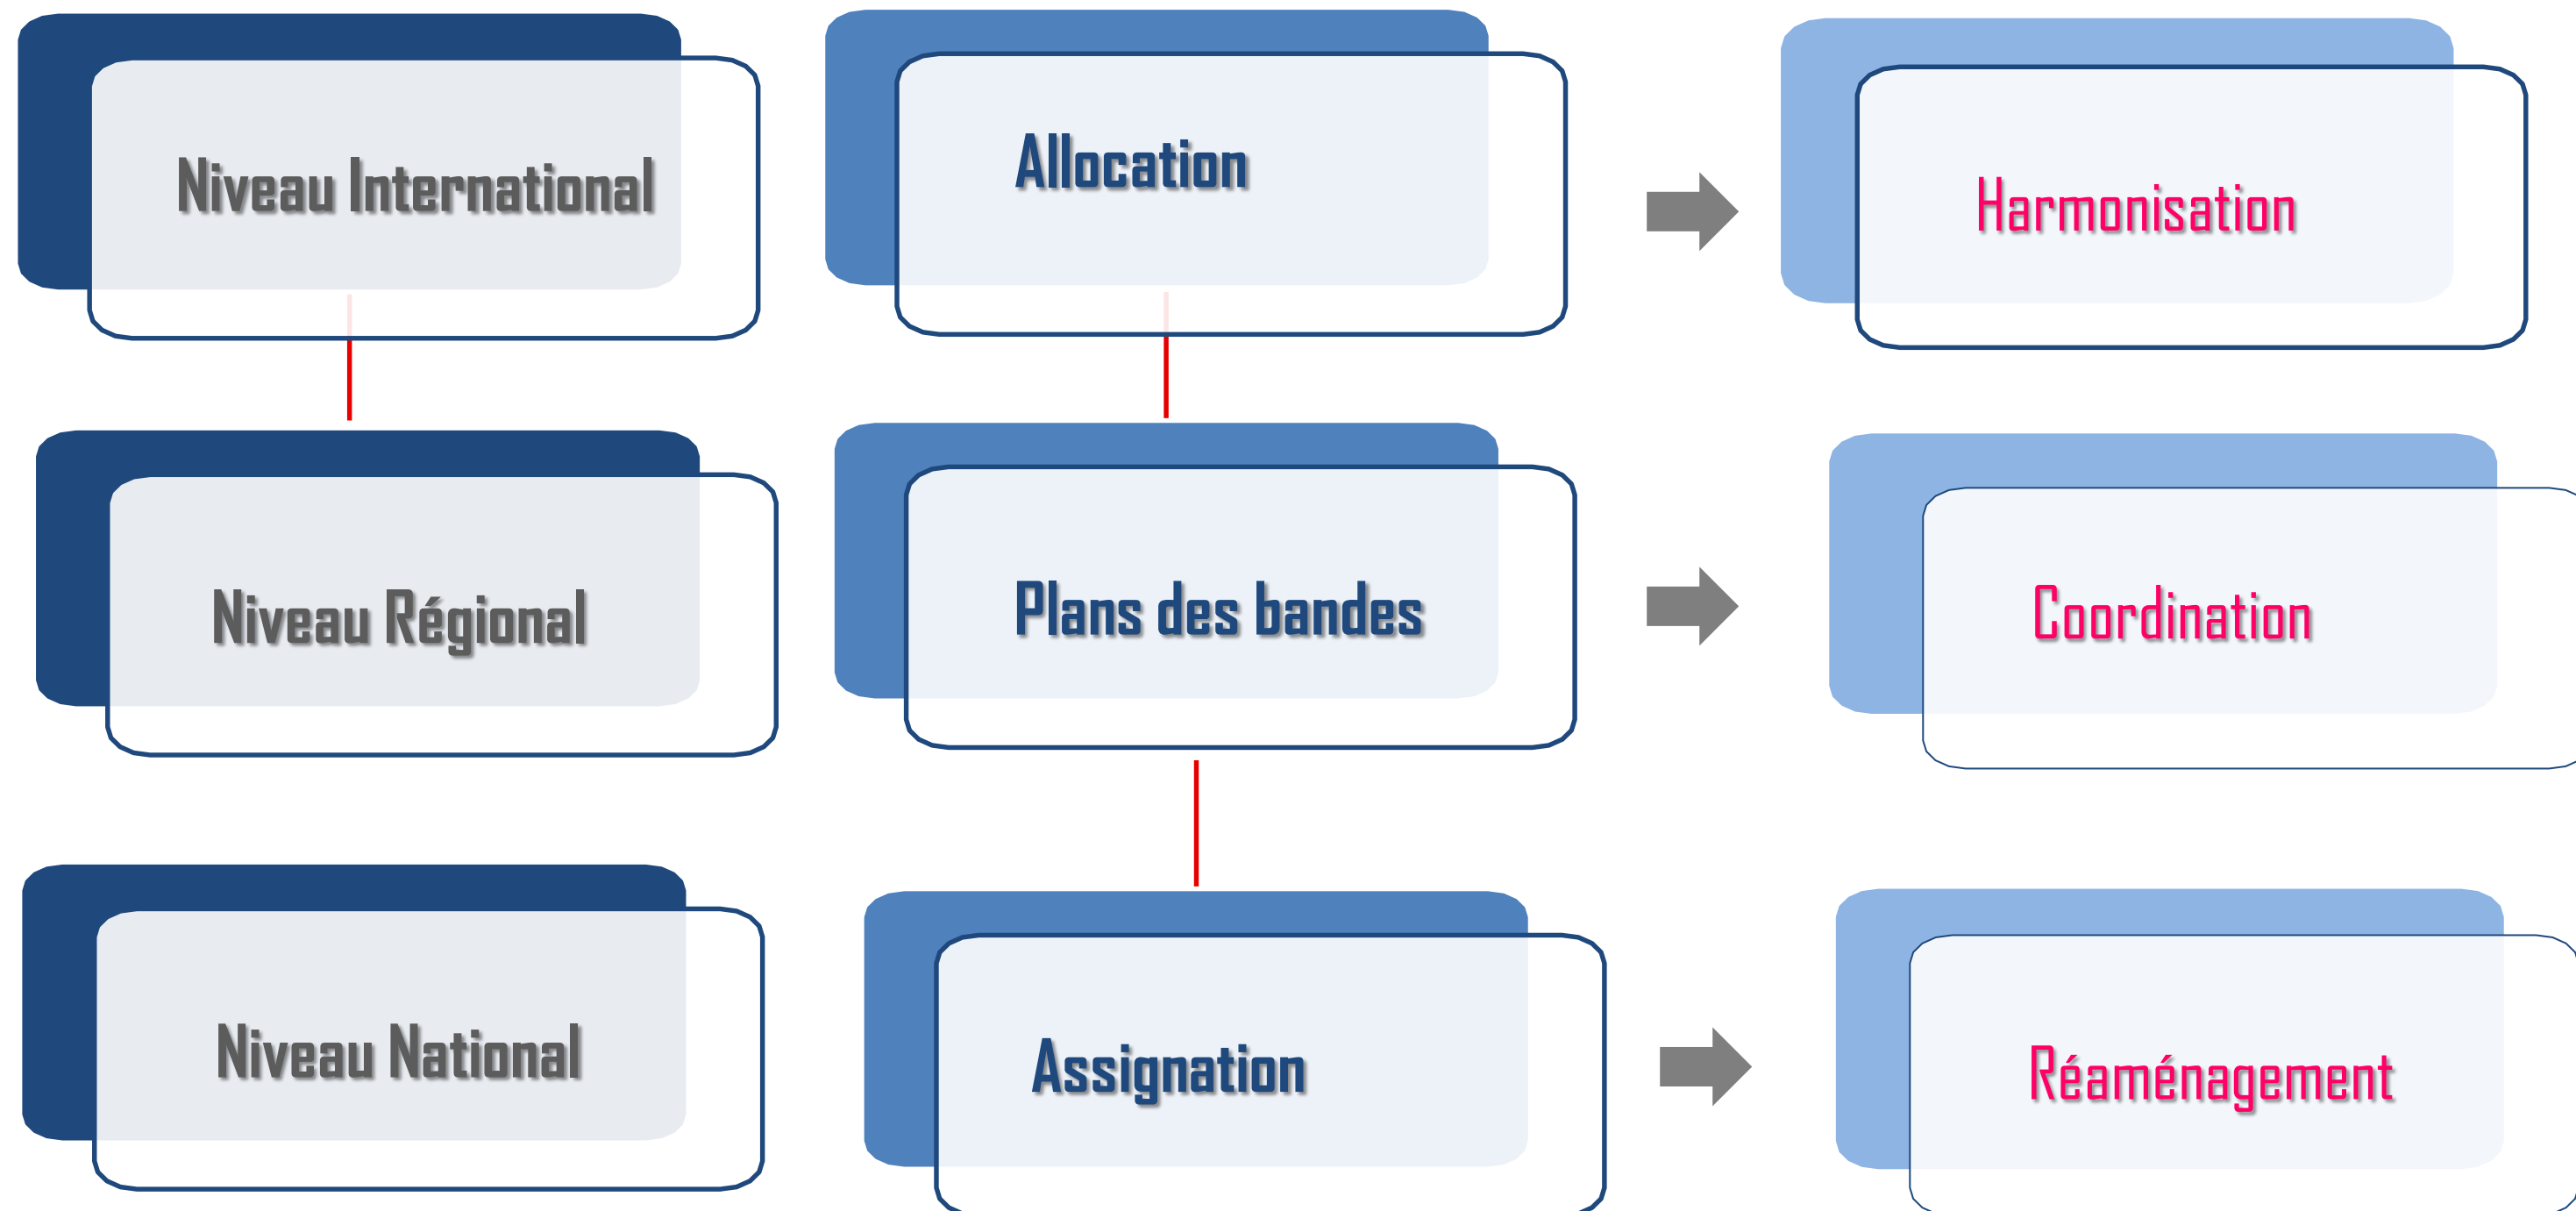 Niveau International
Allocation
Harmonisation
Niveau Régional
Plans des bandes
Coordination
Niveau National
Assignation
Réaménagement